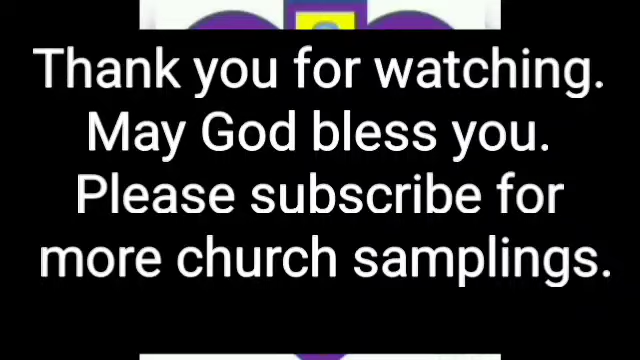 Thank you for watching.
May God bless you.
Please subscribe for
more church samplings.